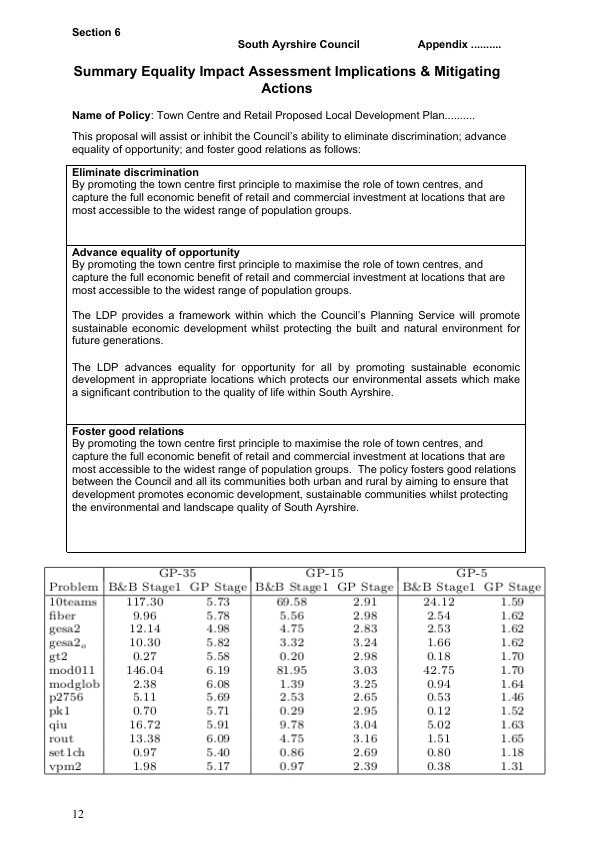 Section 6
South Ayrshire Council Appendix ..........
Summary Equality Impact Assessment Implications & Mitigating
Actions
Name of Policy: Town Centre and Retail Proposed Local Development Plan..........
This proposal will assist or inhibit the Council's ability to eliminate discrimination; advance
equality of opportunity; and foster good relations as follows:
Eliminate discrimination
By promoting the town centre first principle to maximise the role of town centres, and
capture the full economic benefit of retail and commercial investment at locations that are
most accessible to the widest range of population groups.
Advance equality of opportunity
By promoting the town centre first principle to maximise the role of town centres, and
capture the full economic benefit of retail and commercial investment at locations that are
most accessible to the widest range of population groups.
The LDP provides a framework within which the Council's Planning Service will promote
sustainable economic development whilst protecting the built and natural environment for
future generations.
The LDP advances equality for opportunity for all by promoting sustainable economic
development in appropriate locations which protects our environmental assets which make
a significant contribution to the quality of life within South Ayrshire.
Foster good relations
By promoting the town centre first principle to maximise the role of town centres, and
capture the full economic benefit of retail and commercial investment at locations that are
most accessible to the widest range of population groups. The policy fosters good relations
between the Council and all its communities both urban and rural by aiming to ensure that
development promotes economic development, sustainable communities whilst protecting
the environmental and landscape quality of South Ayrshire.
GP-35 GP-15 GP-5
Problem B&B Stage1 GP Stage B&B Stage1 GP Stage B&B Stage1 GP Stage
10teams 117.30 5.73 69.58 2.91 24.12 1.59
fiber 9.96 5.78 5.56 2.98 2.54 1.62
gesa2 12.14 4.98 4.75 2.83 2.53 1.62
gesa2_o 10.30 5.82 3.32 3.24 1.66 1.62
gt2 0.27 5.58 0.20 2.98 0.18 1.70
mod011 146.04 6.19 81.95 3.03 42.75 1.70
modglob 2.38 6.08 1.39 3.25 0.94 1.64
p2756 5.11 5.69 2.53 2.65 0.53 1.46
pk1 0.70 5.71 0.29 2.95 0.12 1.52
qiu 16.72 5.91 9.78 3.04 5.02 1.63
rout 13.38 6.09 4.75 3.16 1.51 1.65
set1ch 0.97 5.40 0.86 2.69 0.80 1.18
vpm2 1.98 5.17 0.97 2.39 0.38 1.31
12